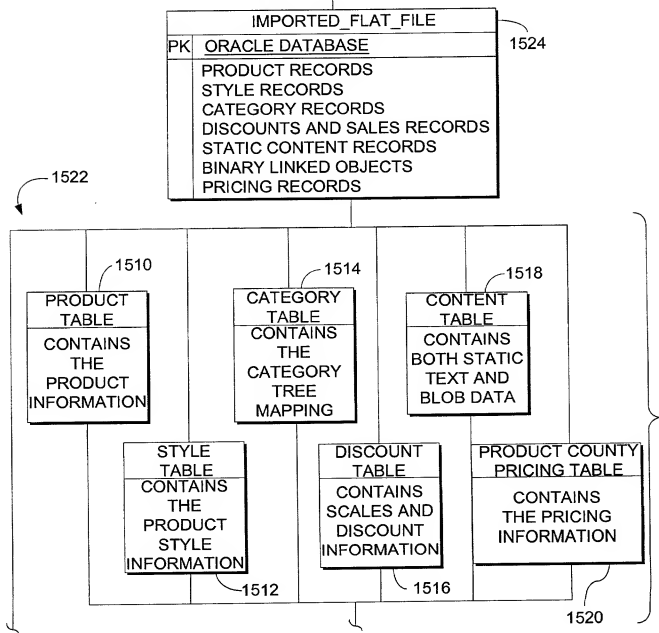 IMPORTED_FLAT_FILE
1524
PK ORACLE DATABASE
PRODUCT RECORDS
STYLE RECORDS
CATEGORY RECORDS
DISCOUNTS AND SALES RECORDS
STATIC CONTENT RECORDS
BINARY LINKED OBJECTS
PRICING RECORDS
1522
1510
PRODUCT
TABLE
CONTAINS
THE
PRODUCT
INFORMATION
1514
CATEGORY
TABLE
CONTAINS
THE
CATEGORY
TREE
MAPPING
1518
CONTENT
TABLE
CONTAINS
BOTH STATIC
TEXT AND
BLOB DATA
STYLE
TABLE
CONTAINS
THE
PRODUCT
STYLE
INFORMATION
1512
DISCOUNT
TABLE
CONTAINS
SCALES AND
DISCOUNT
INFORMATION
1516
PRODUCT COUNTY
PRICING TABLE
CONTAINS
THE PRICING
INFORMATION
1520